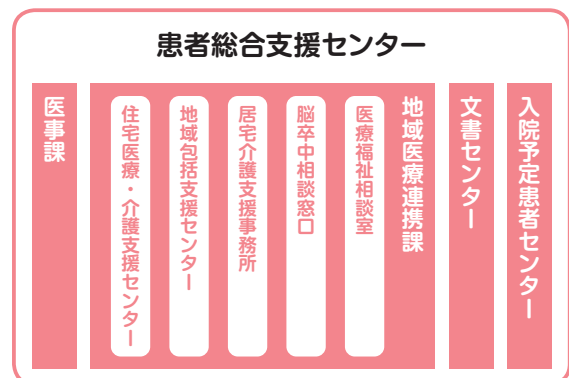 患者総合支援センター
入院予定患者センター
文書センター
地域医療連携課
医療福祉相談室
脳卒中相談窓口
居宅介護支援事務所
地域包括支援センター
住宅医療・介護支援センター
医事課